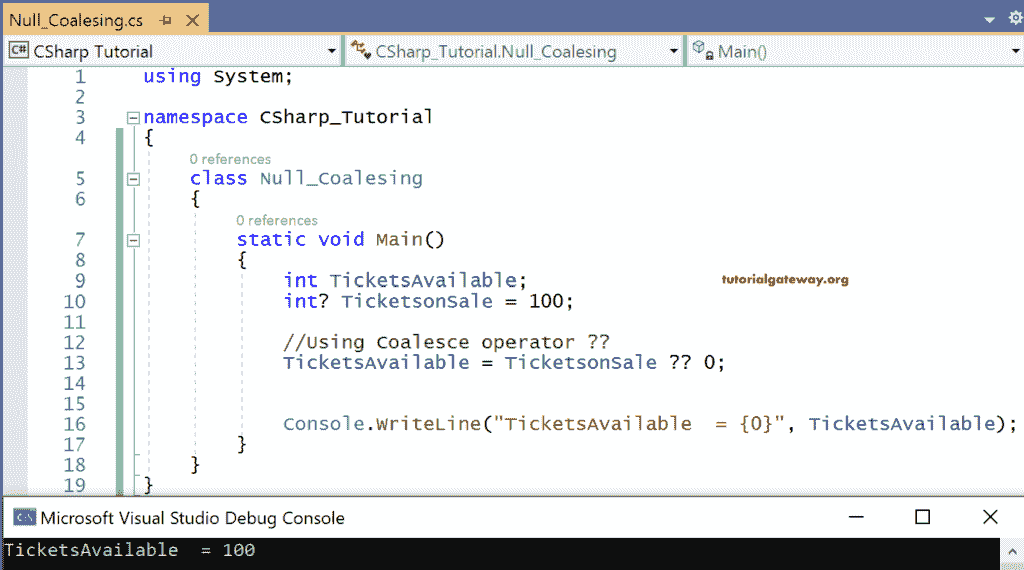 Null_Coalesing.cs
C# CSharp Tutorial CSharp_Tutorial.Null_Coalesing Main()
1 using System;
2
3 namespace CSharp_Tutorial
4 {
0 references
5 class Null_Coalesing
6 {
0 references
7 static void Main()
8 {
9 int TicketsAvailable; tutorialgateway.org
10 int? TicketsonSale = 100;
11
12 //Using Coalesce operator ??
13 TicketsAvailable = TicketsonSale ?? 0;
14
15
16 Console.WriteLine("TicketsAvailable  = {0}", TicketsAvailable);
17 }
18 }
19 }
C:\ Microsoft Visual Studio Debug Console
TicketsAvailable  = 100